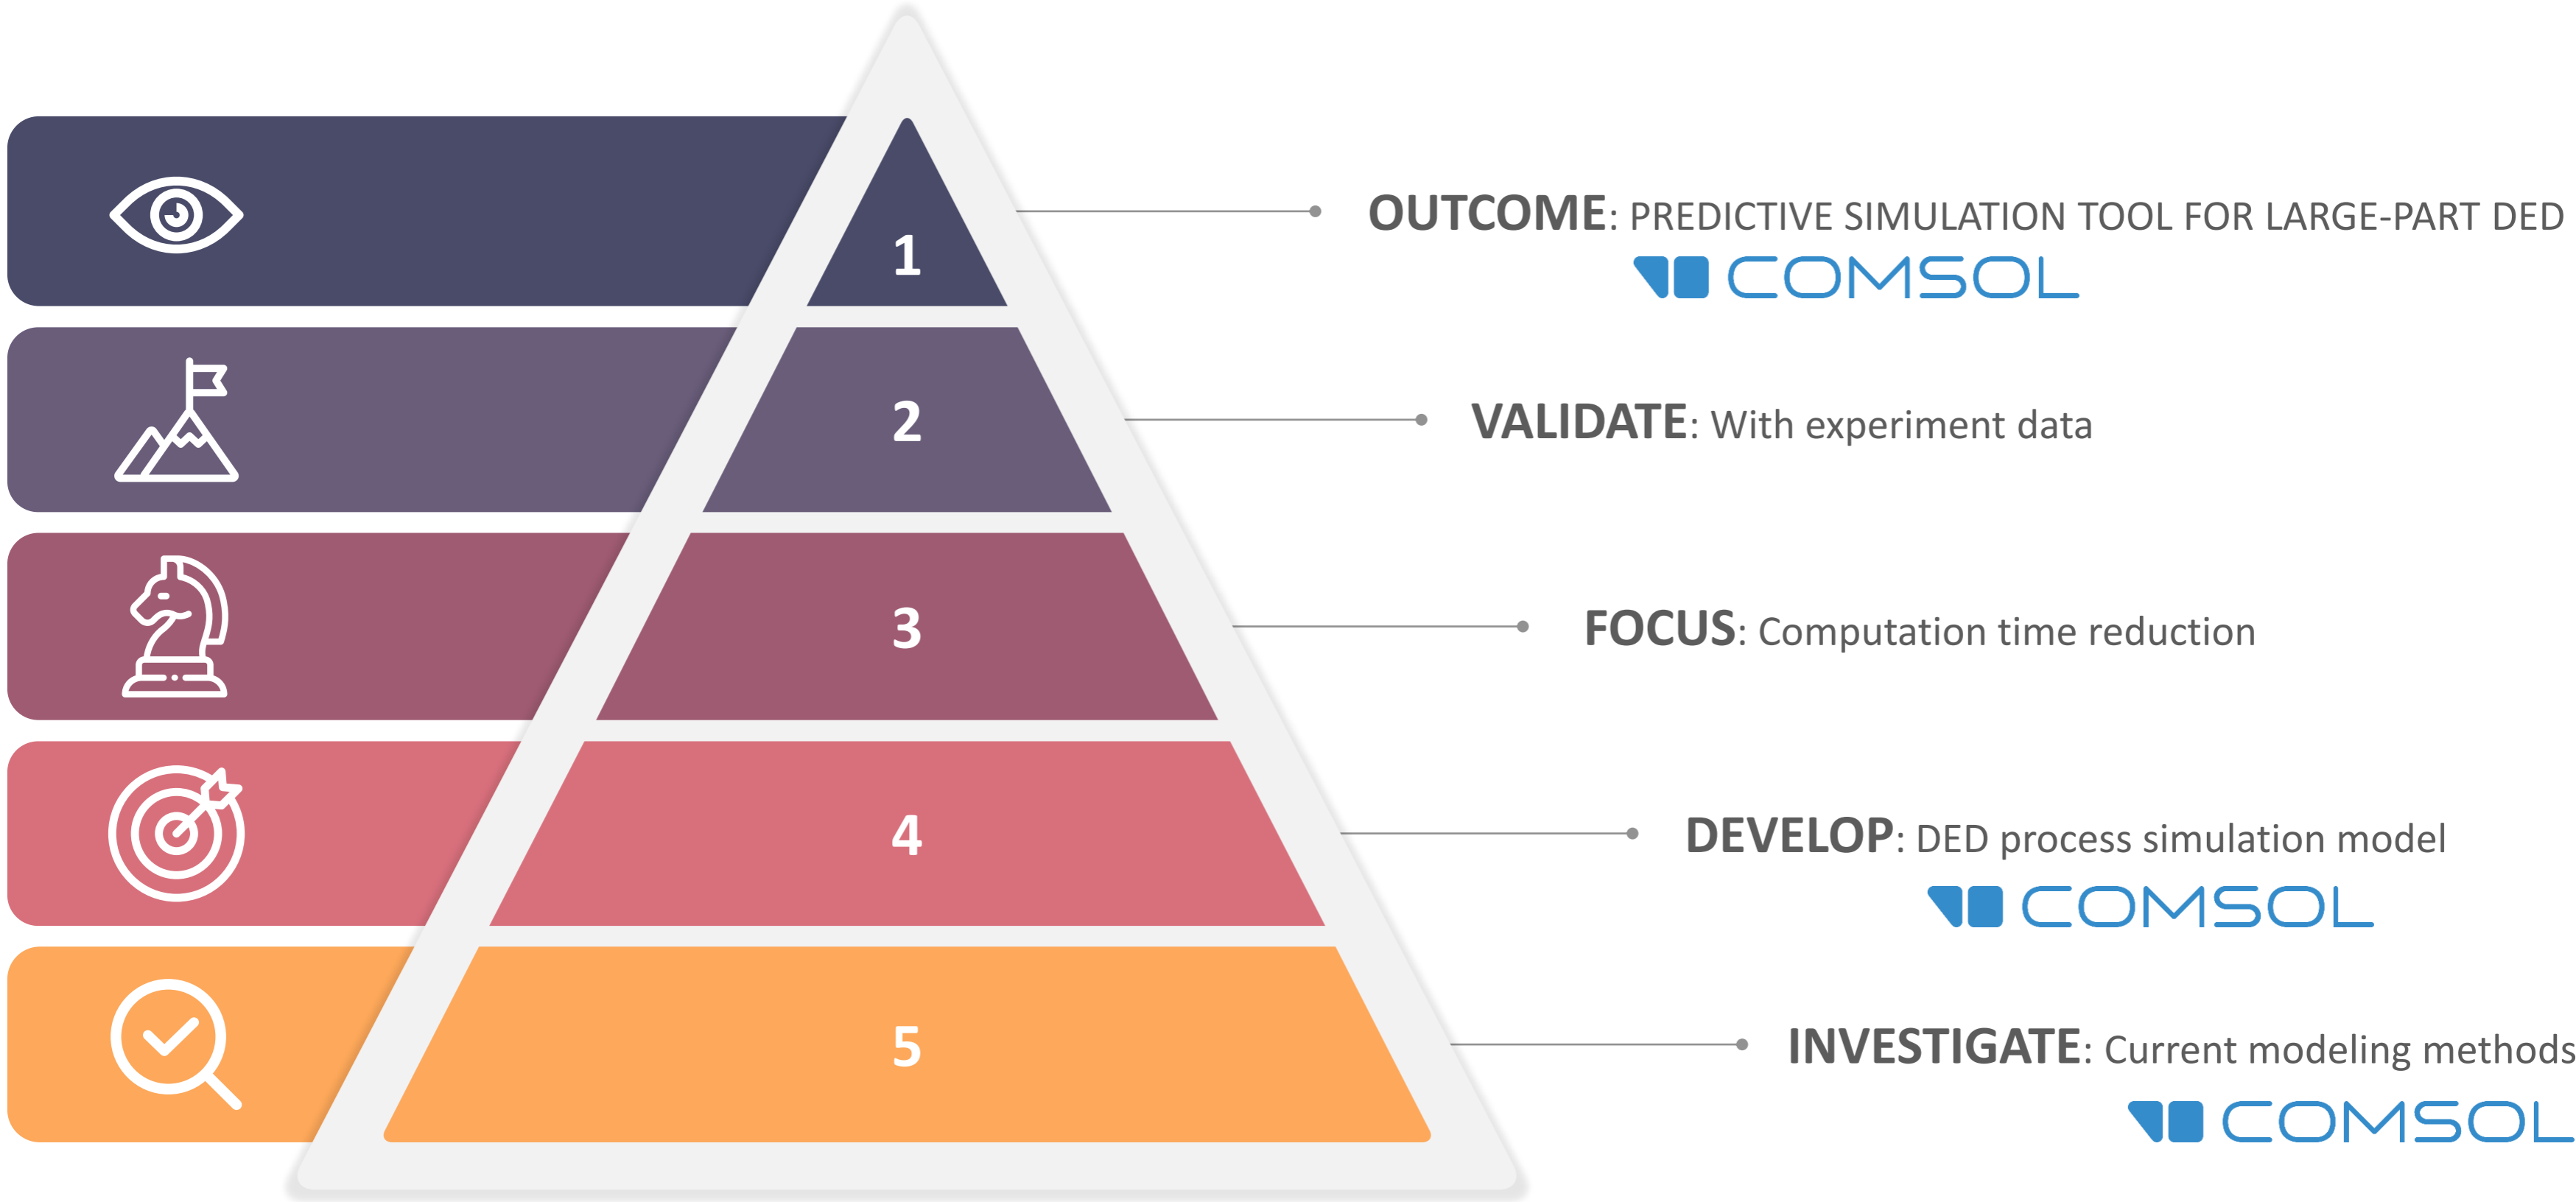 1
OUTCOME: PREDICTIVE SIMULATION TOOL FOR LARGE-PART DED
COMSOL
2
VALIDATE: With experiment data
3
FOCUS: Computation time reduction
4
DEVELOP: DED process simulation model
COMSOL
5
INVESTIGATE: Current modeling methods
COMSOL